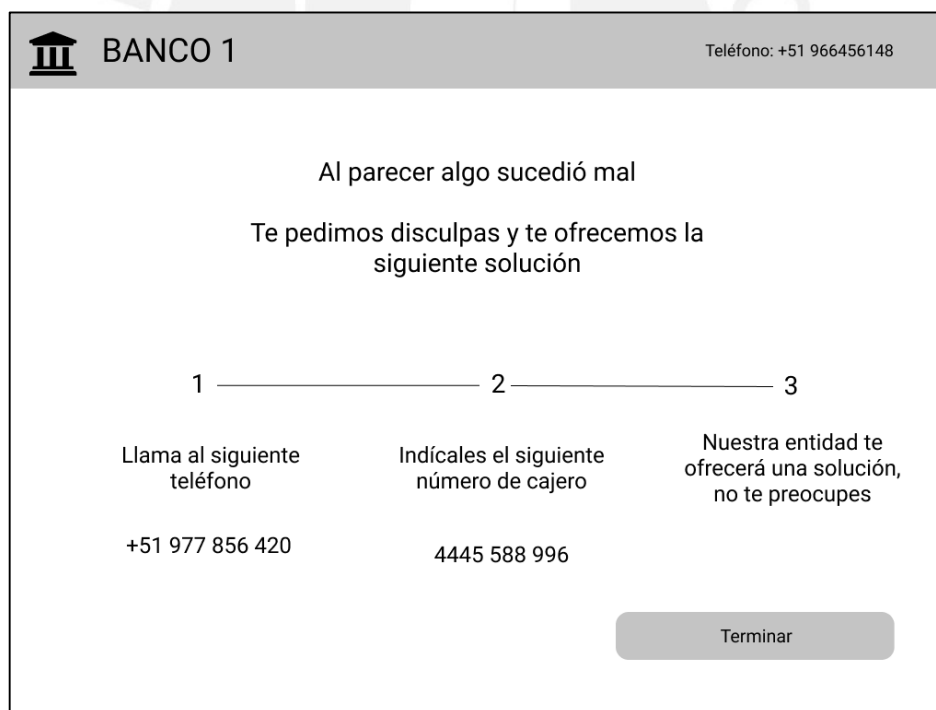 BANCO 1
Teléfono: +51 966456148
Al parecer algo sucedió mal
Te pedimos disculpas y te ofrecemos la
siguiente solución
1
2
3
Llama al siguiente
teléfono
+51 977 856 420
Indícales el siguiente
número de cajero
4445 588 996
Nuestra entidad te
ofrecerá una solución,
no te preocupes
Terminar